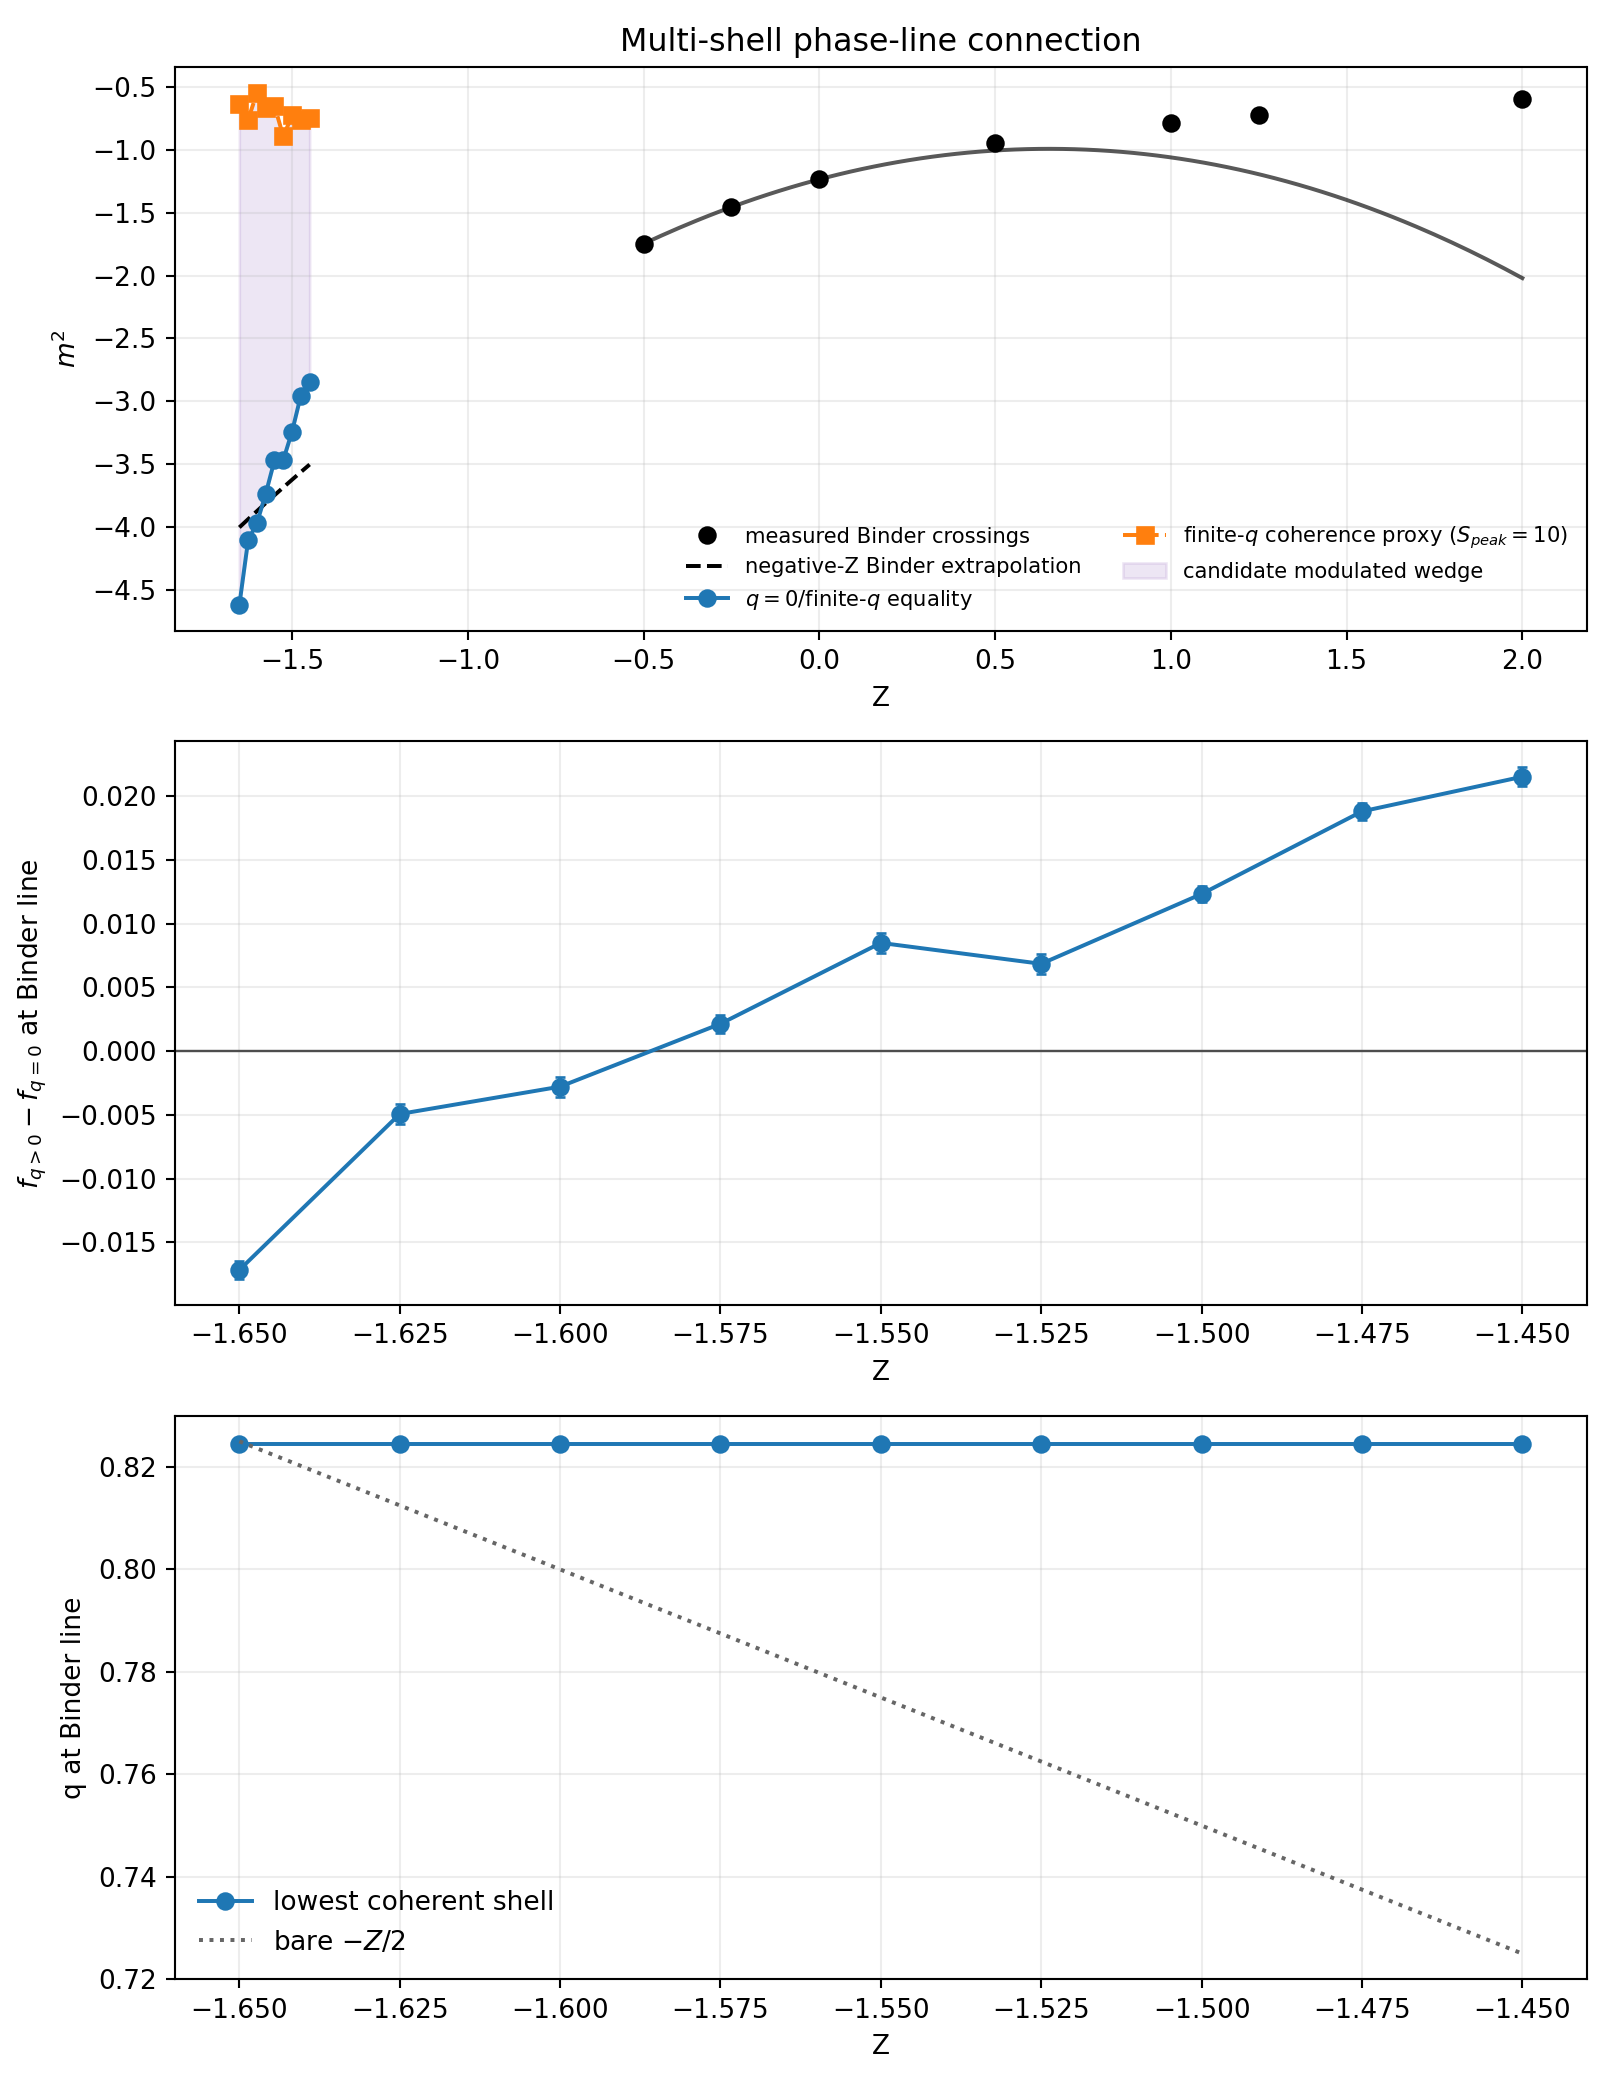 Multi-shell phase-line connection
−0.5
−1.0
−1.5
−2.0
−2.5
−3.0
−3.5
−4.0
−4.5
m²
measured Binder crossings
negative-Z Binder extrapolation
q = 0/finite-q equality
finite-q coherence proxy (S_peak = 10)
candidate modulated wedge
−1.5 −1.0 −0.5 0.0 0.5 1.0 1.5 2.0
Z
0.020
0.015
0.010
0.005
0.000
−0.005
−0.010
−0.015
f_{q>0} − f_{q=0} at Binder line
−1.650 −1.625 −1.600 −1.575 −1.550 −1.525 −1.500 −1.475 −1.450
Z
0.82
0.80
0.78
0.76
0.74
0.72
q at Binder line
lowest coherent shell
bare −Z/2
−1.650 −1.625 −1.600 −1.575 −1.550 −1.525 −1.500 −1.475 −1.450
Z